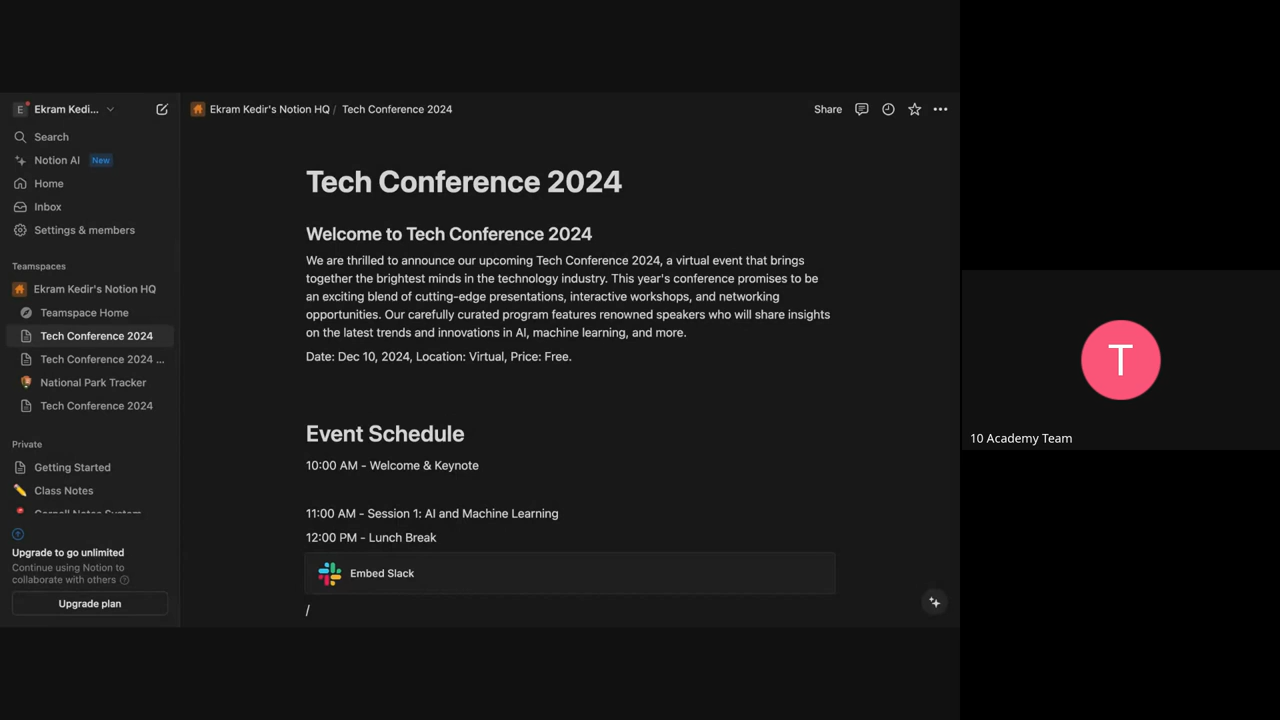 E
Ekram Kedi...
Search
Notion AI New
Home
Inbox
Settings & members
Teamspaces
Ekram Kedir's Notion HQ
Teamspace Home
Tech Conference 2024
Tech Conference 2024 ...
National Park Tracker
Tech Conference 2024
Private
Getting Started
Class Notes
Cornell Notes System
Upgrade to go unlimited
Continue using Notion to
collaborate with others ?
Upgrade plan
Ekram Kedir's Notion HQ / Tech Conference 2024
Share
Tech Conference 2024
Welcome to Tech Conference 2024
We are thrilled to announce our upcoming Tech Conference 2024, a virtual event that brings
together the brightest minds in the technology industry. This year's conference promises to be
an exciting blend of cutting-edge presentations, interactive workshops, and networking
opportunities. Our carefully curated program features renowned speakers who will share insights
on the latest trends and innovations in AI, machine learning, and more.
Date: Dec 10, 2024, Location: Virtual, Price: Free.
Event Schedule
10:00 AM - Welcome & Keynote
11:00 AM - Session 1: AI and Machine Learning
12:00 PM - Lunch Break
Embed Slack
/
T
10 Academy Team